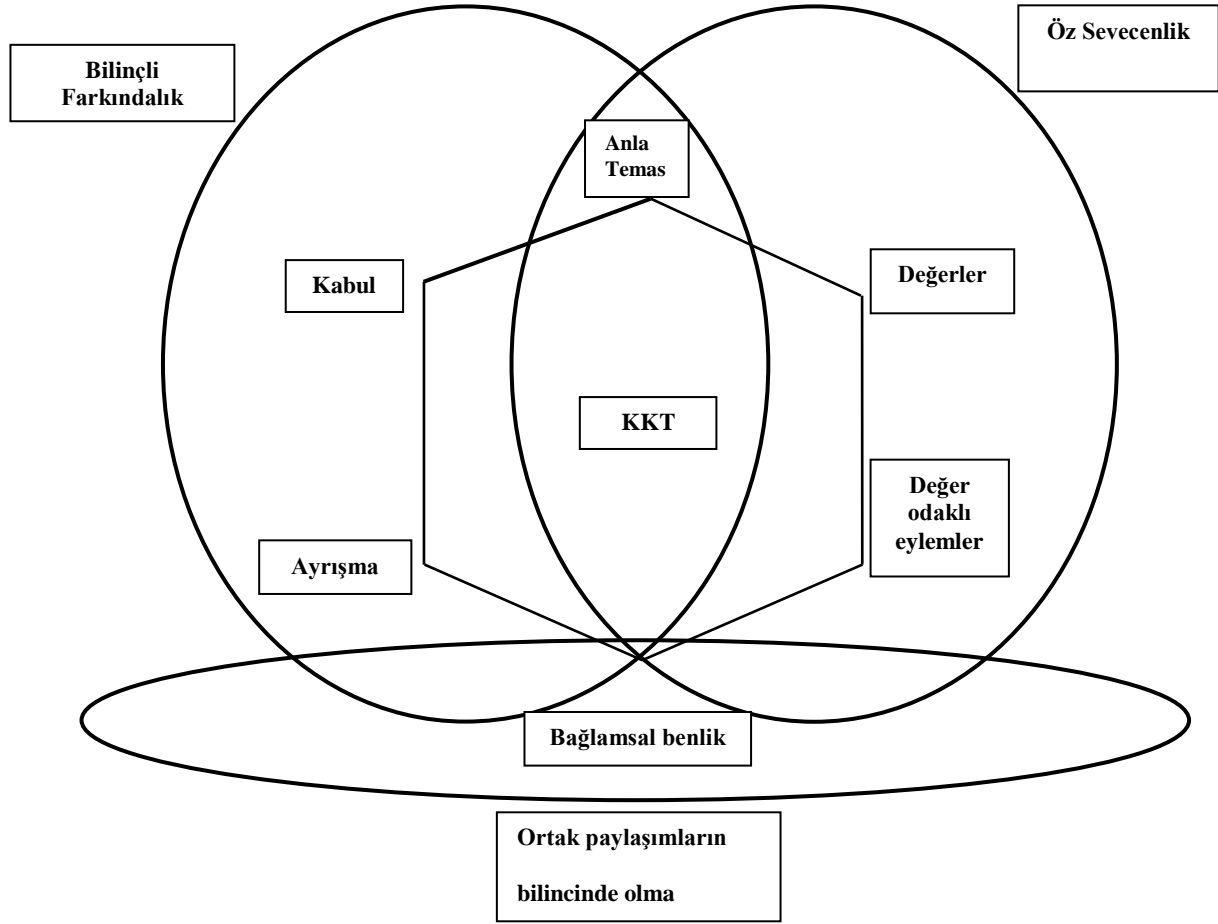 Öz Sevecenlik
Bilinçli
Farkındalık
Anla
Temas
Kabul
Değerler
KKT
Değer
odaklı
eylemler
Ayrışma
Bağlamsal benlik
Ortak paylaşımların
bilincinde olma